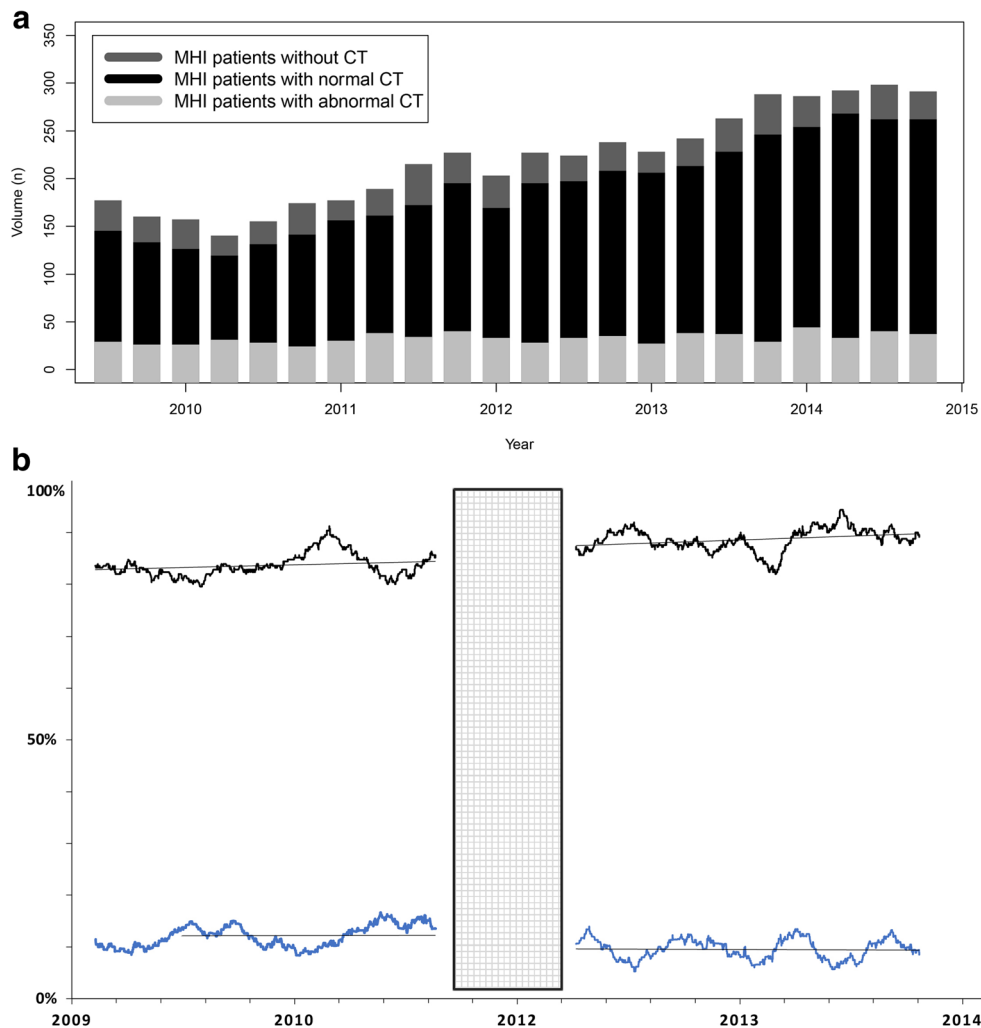 a
350
300
250
200
150
100
50
0
Volume (n)
MHI patients without CT
MHI patients with normal CT
MHI patients with abnormal CT
2010 2011 2012 2013 2014 2015
Year
b
100%
50%
0%
2009 2010 2012 2013 2014